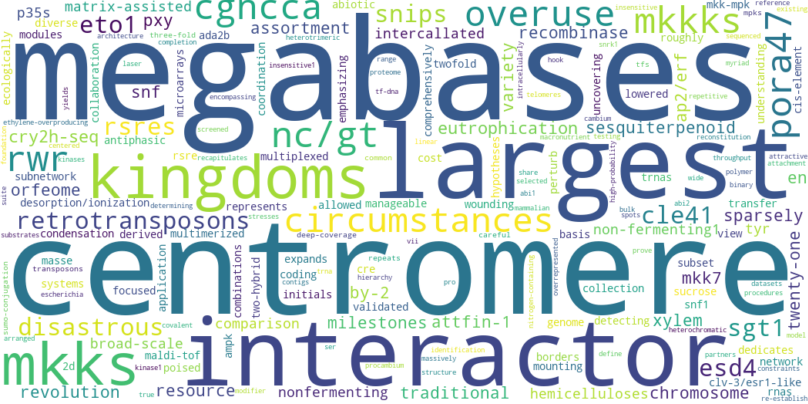 matrix-assisted cgncca overuse mkk-mpk reference
p35s diverse eto1 pxy snips abiotic mkkks insensitive existing
modules architecture three-fold ada2b assortment intercallated recombinase mpks sequenced
completion heterotrimeric roughly snrk1
megabases
ecologically collaboration laser insensitive1 snf microarrays coordination range proteome tf-dna emphasizing comprehensively twofold variety hook intracellularly uncovering lowered tfs ap2/erf myriad understanding pora47 cis-element
yields encompassing telomeres cambium repetitive
ethylene-overproducing rsres screened nc/gt eutrophication sesquiterpenoid reconstitution
cry2h-seq antiphasic macronutrient testing throughput attractive
rwr rsre recapitulates multiplexed common cost linear hypotheses perturb high-probability trnas wide polymer attachment
subnetwork kingdoms largest share selected abi1 binary en
suite kinases centered orfeome manageable mammalian transfer
desorption/ionization determining allowed wounding cle41 sparsely
retrotransposons represents stresses circumstances abi2 bulk spots non-fermenting1 tyr
substrates condensation derived multimerized deep-coverage vii careful basis view
centromere
masse transposons expands repeats subset hierarchy mkk7 datasets procedures twenty-one
sumo-conjugation systems focused application combinations two-hybrid coding cre by-2 pro overrepresented nitrogen-containing collection sucrose prove
escherichia contigs initials validated snf1 heterochromatic
arranged disastrous covalent comparison milestones attfin-1 genome detecting xylem sgt1 model
interactor
mkks broad-scale ampk identification borders define network dedicates
2d maldi-tof poised massively partners constraints
kinase1 ser structure mounting esd4 clv-3/esr1-like
revolution true resource modifier nonfermenting procambium traditional hemicelluloses chromosome rnas re-establish